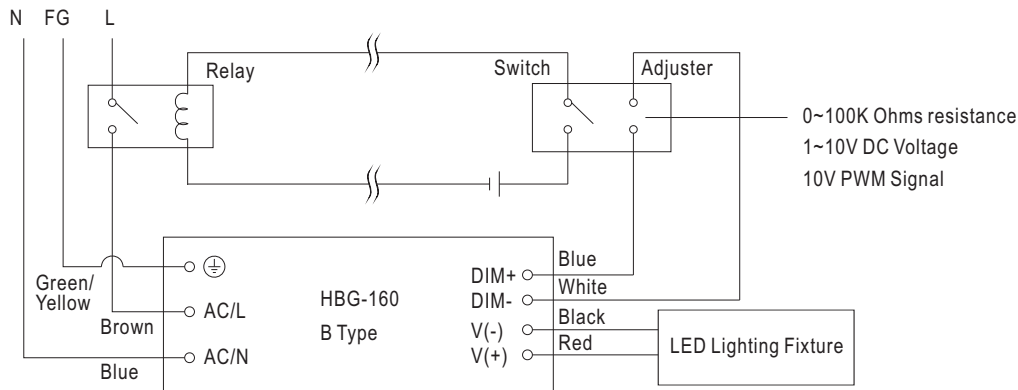 N FG L
Relay
Switch
Adjuster
0~100K Ohms resistance
1~10V DC Voltage
10V PWM Signal
Green/
Yellow
Brown
Blue
AC/L
AC/N
HBG-160
B Type
DIM+
DIM-
V(-)
V(+)
Blue
White
Black
Red
LED Lighting Fixture